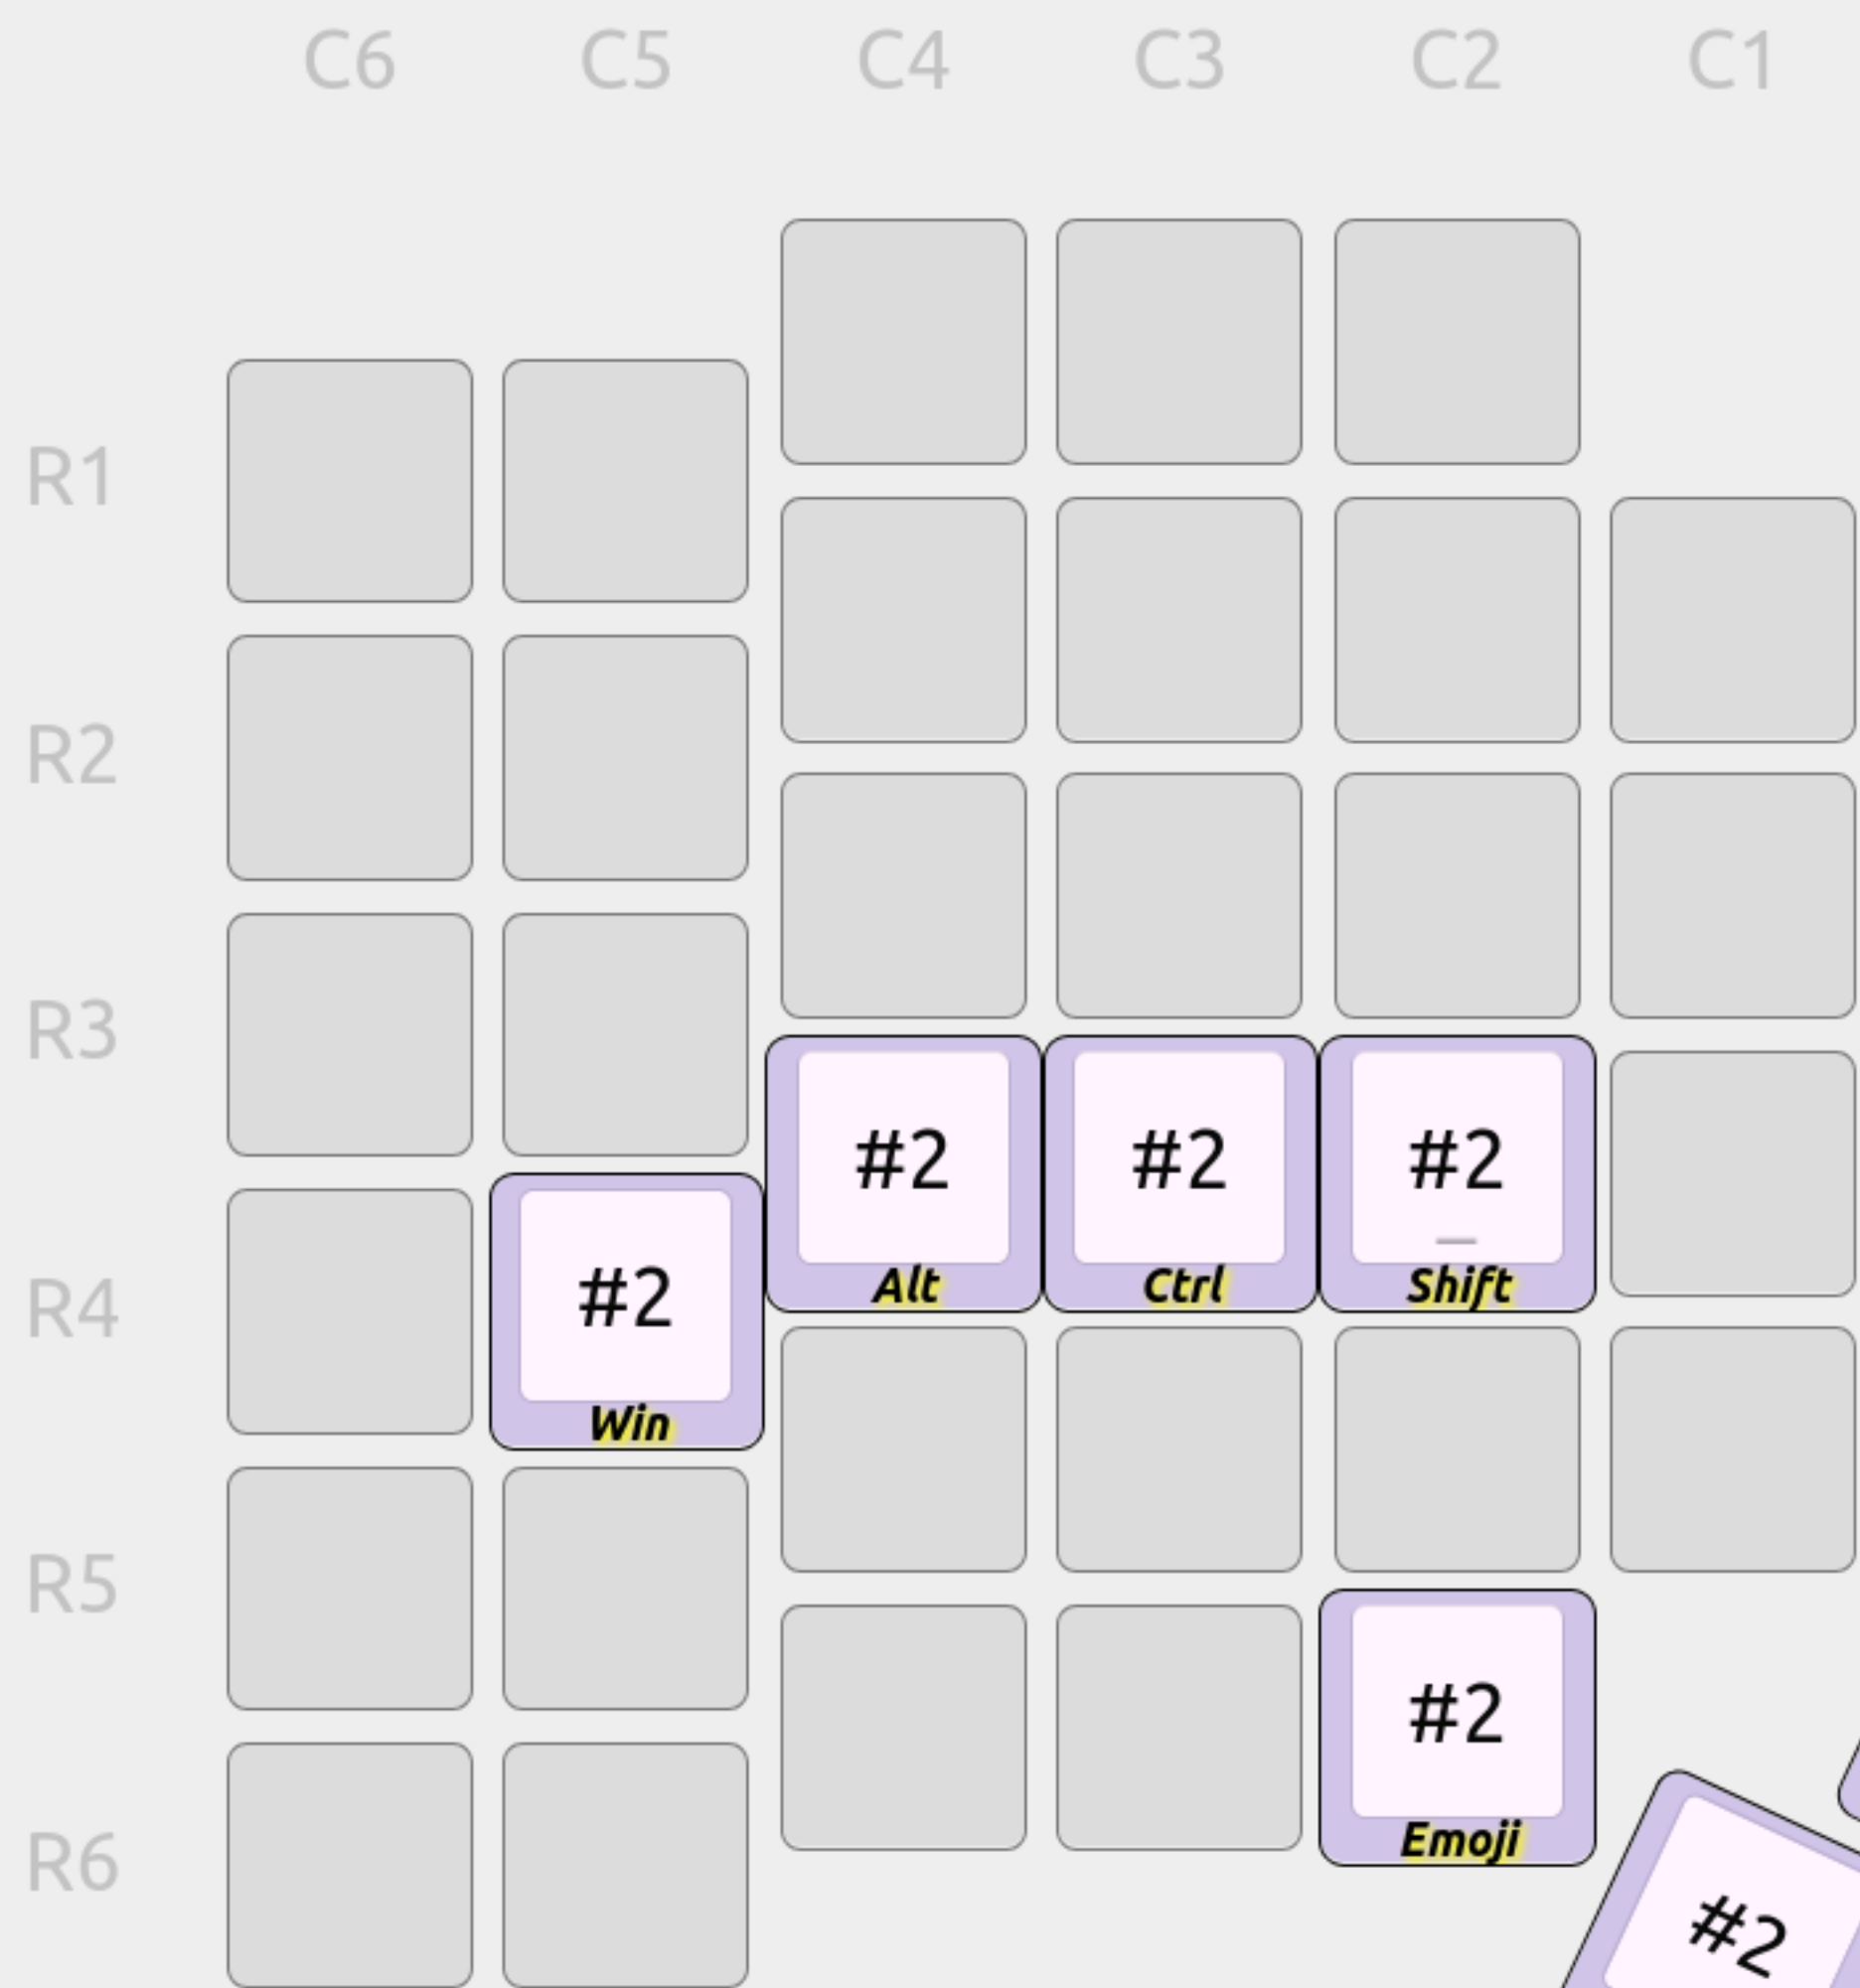 C6 C5 C4 C3 C2 C1
R1
R2
R3
#2 #2 #2
_
Alt Ctrl Shift
R4
#2
Win
R5
#2
Emoji
R6
#2